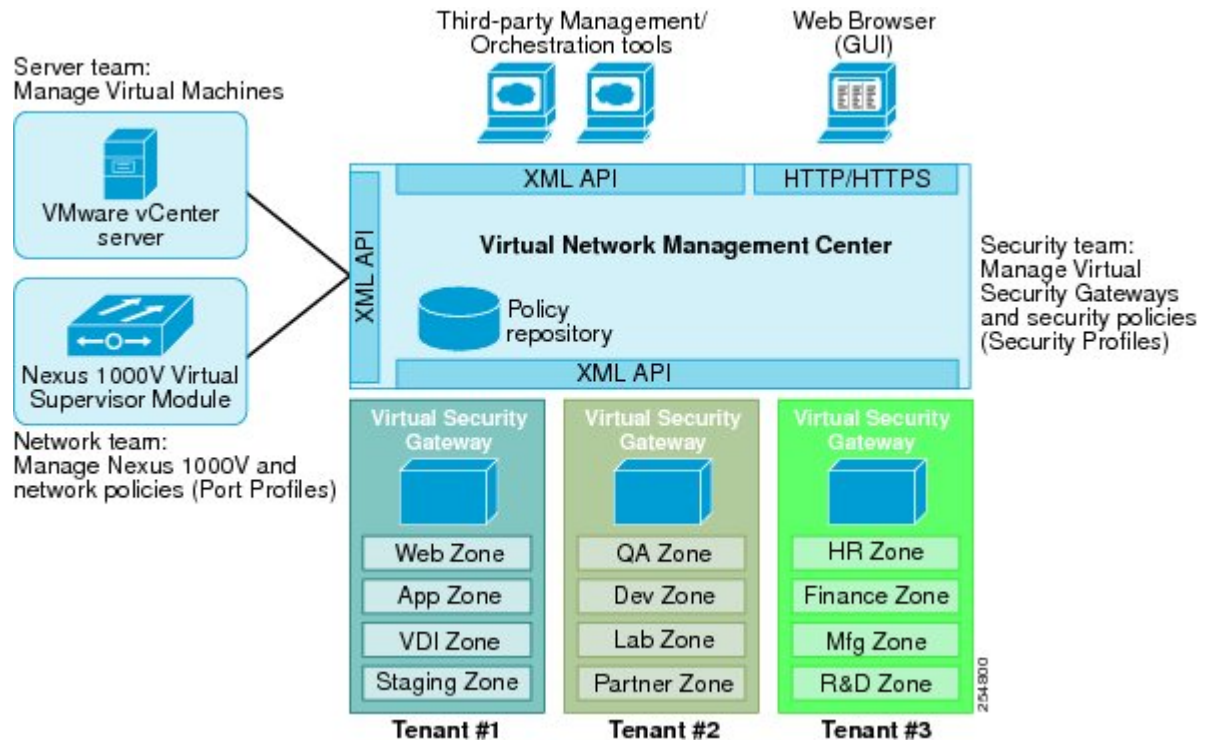 Third-party Management/
Orchestration tools
Web Browser
(GUI)
Server team:
Manage Virtual Machines
VMware vCenter
server
Nexus 1000V Virtual
Supervisor Module
Network team:
Manage Nexus 1000V and
network policies (Port Profiles)
XML API
HTTP/HTTPS
XML API
Virtual Network Management Center
Policy
repository
XML API
Security team:
Manage Virtual
Security Gateways
and security policies
(Security Profiles)
Virtual Security
Gateway
Web Zone
App Zone
VDI Zone
Staging Zone
Tenant #1
Virtual Security
Gateway
QA Zone
Dev Zone
Lab Zone
Partner Zone
Tenant #2
Virtual Security
Gateway
HR Zone
Finance Zone
Mfg Zone
R&D Zone
Tenant #3
254800